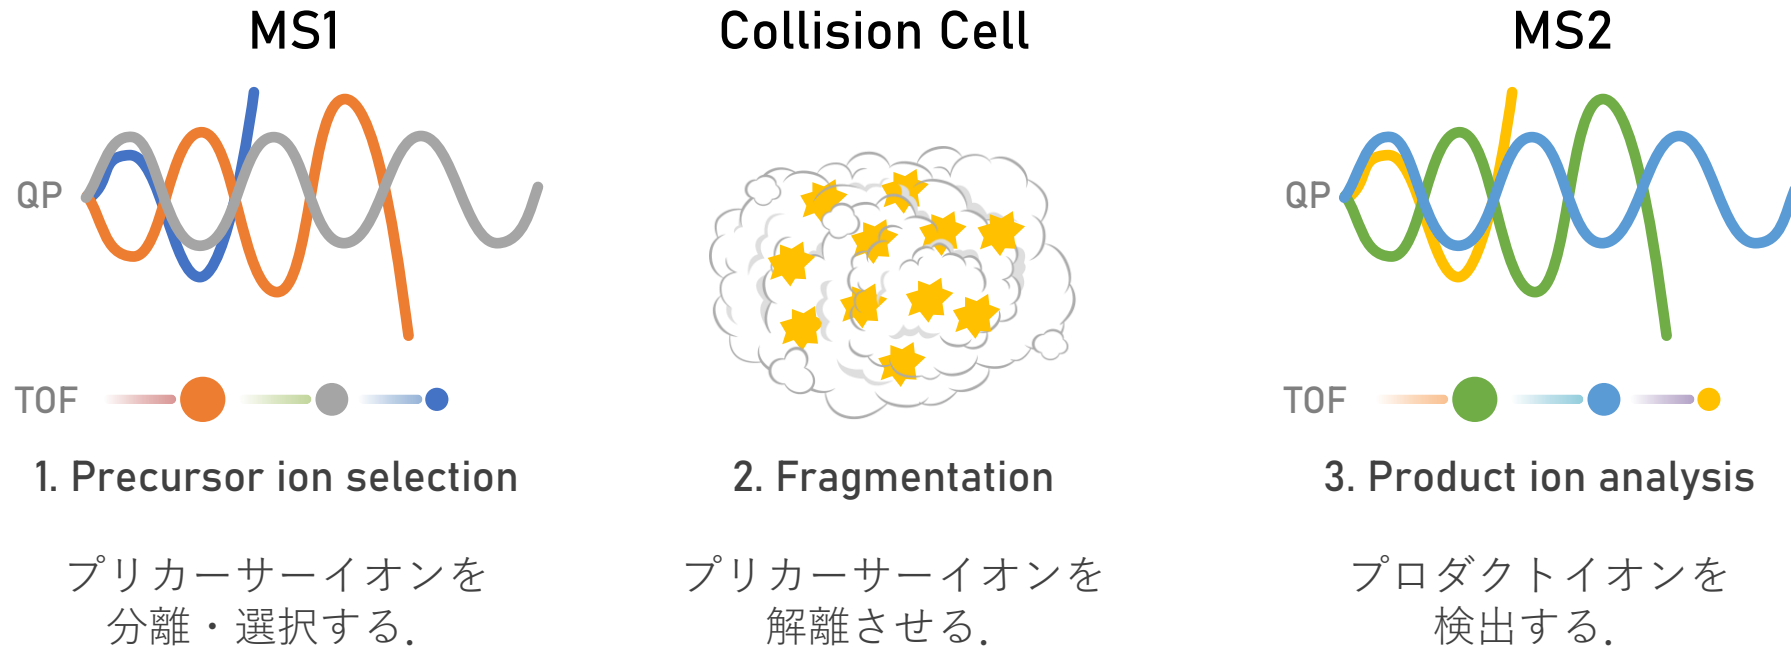 MS1
Collision Cell
MS2
QP
QP
TOF
TOF
1. Precursor ion selection
2. Fragmentation
3. Product ion analysis
プリカーサーイオンを
分離・選択する.
プリカーサーイオンを
解離させる.
プロダクトイオンを
検出する.